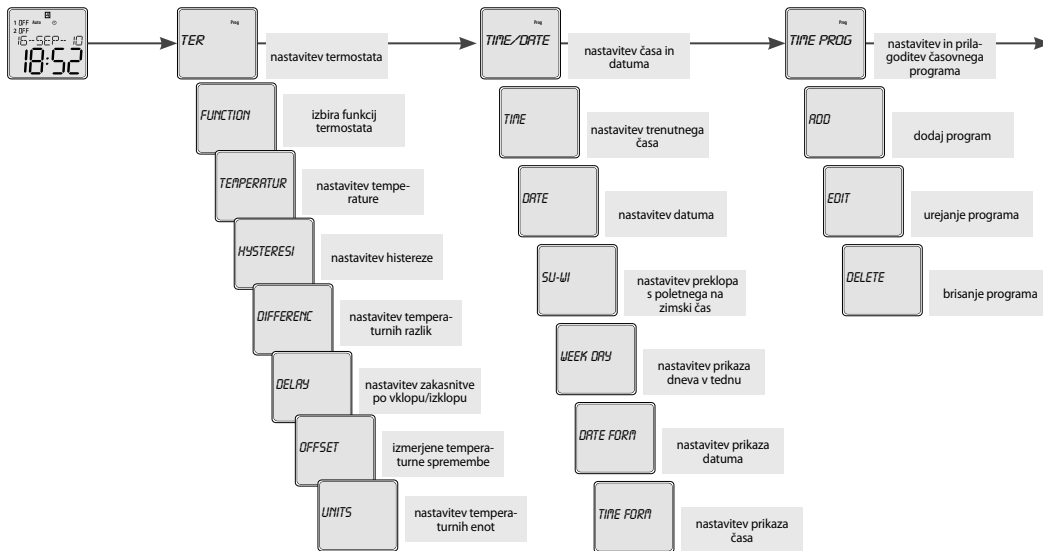 1 OFF Auto
2 OFF
16-SEP-10
18:52
Prog
TER
nastavitev termostata
FUNCTION
izbira funkcij
termostata
TEMPERATUR
nastavitev tempe-
rature
HYSTERESI
nastavitev histereze
DIFFERENC
nastavitev tempera-
turnih razlik
DELAY
nastavitev zakasnitve
po vklopu/izklopu
OFFSET
izmerjene tempera-
turne spremembe
UNITS
nastavitev tempera-
turnih enot
Prog
TIME/DATE
nastavitev časa in
datuma
TIME
nastavitev trenutnega
časa
DATE
nastavitev datuma
SU-WI
nastavitev preklopa
s poletnega na
zimski čas
WEEK DAY
nastavitev prikaza
dneva v tednu
DATE FORM
nastavitev prikaza
datuma
TIME FORM
nastavitev prikaza
časa
Prog
TIME PROG
nastavitev in prila-
goditev časovnega
programa
ADD
dodaj program
EDIT
urejanje programa
DELETE
brisanje programa